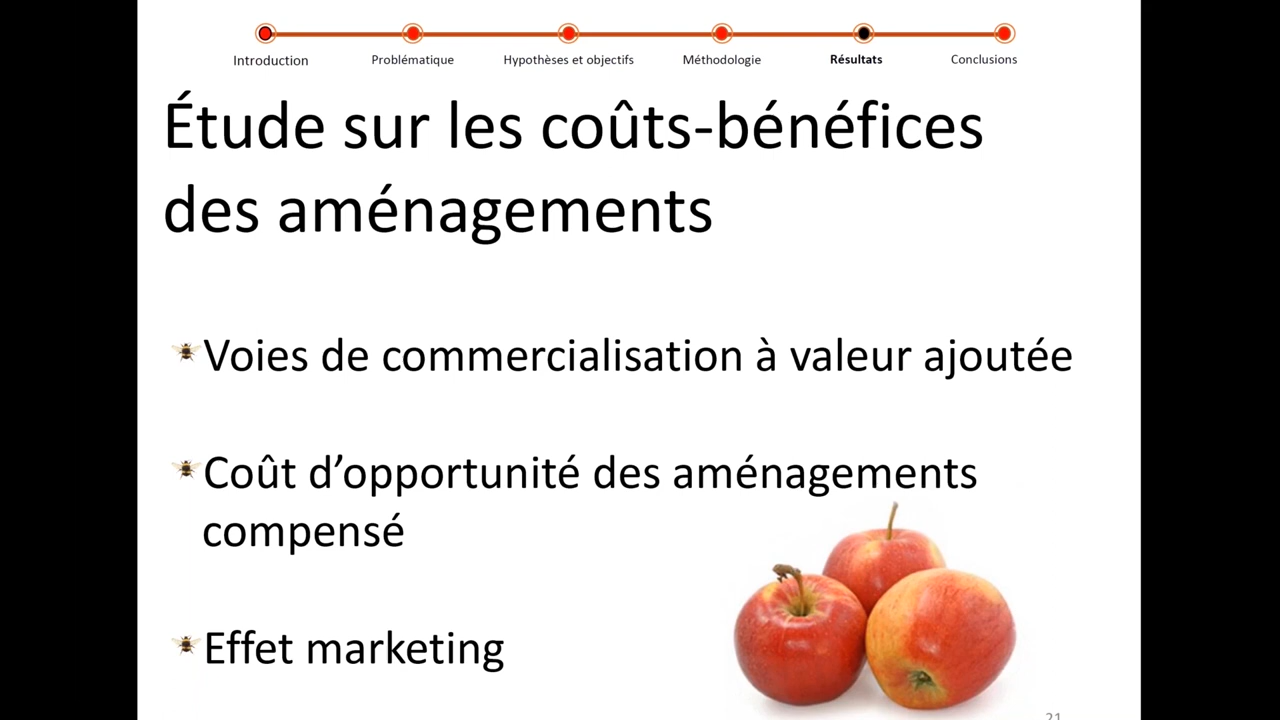 Introduction Problématique Hypothèses et objectifs Méthodologie Résultats Conclusions
Étude sur les coûts-bénéfices
des aménagements
Voies de commercialisation à valeur ajoutée
Coût d’opportunité des aménagements
compensé
Effet marketing
21